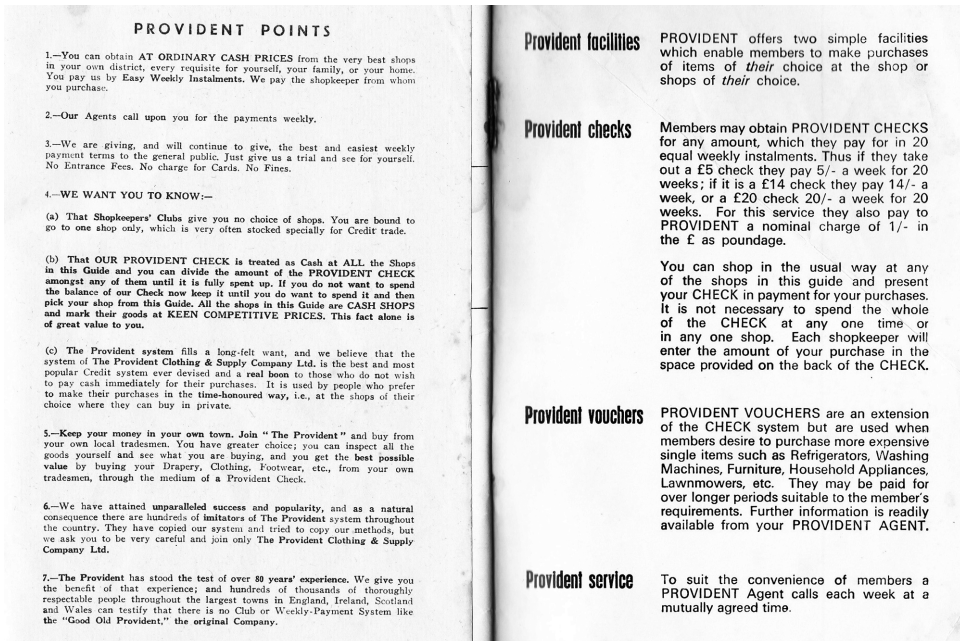 PROVIDENT POINTS
1.—You can obtain AT ORDINARY CASH PRICES from the very best shops
in your own district, every requisite for yourself, your family, or your home.
You pay us by Easy Weekly Instalments. We pay the shopkeeper from whom
you purchase.
2.—Our Agents call upon you for the payments weekly.
3.—We are giving, and will continue to give, the best and easiest weekly
payment terms to the general public. Just give us a trial and see for yourself.
No Entrance Fees. No charge for Cards. No Fines.
4.—WE WANT YOU TO KNOW:—
(a) That Shopkeepers' Clubs give you no choice of shops. You are bound to
go to one shop only, which is very often stocked specially for Credit trade.
(b) That OUR PROVIDENT CHECK is treated as Cash at ALL the Shops
in this Guide and you can divide the amount of the PROVIDENT CHECK
amongst any of them until it is fully spent up. If you do not want to spend
the balance of our Check now keep it until you do want to spend it and then
pick your shop from this Guide. All the shops in this Guide are CASH SHOPS
and mark their goods at KEEN COMPETITIVE PRICES. This fact alone is
of great value to you.
(c) The Provident system fills a long-felt want, and we believe that the
system of The Provident Clothing & Supply Company Ltd. is the best and most
popular Credit system ever devised and a real boon to those who do not wish
to pay cash immediately for their purchases. It is used by people who prefer
to make their purchases in the time-honoured way, i.e., at the shops of their
choice where they can buy in private.
5.—Keep your money in your own town. Join "The Provident" and buy from
your own local tradesmen. You have greater choice; you can inspect all the
goods yourself and see what you are buying, and you get the best possible
value by buying your Drapery, Clothing, Footwear, etc., from your own
tradesmen, through the medium of a Provident Check.
6.—We have attained unparalleled success and popularity, and as a natural
consequence there are hundreds of imitators of The Provident system throughout
the country. They have copied our system and tried to copy our methods, but
we ask you to be very careful and join only The Provident Clothing & Supply
Company Ltd.
7.—The Provident has stood the test of over 80 years' experience. We give you
the benefit of that experience; and hundreds of thousands of thoroughly
respectable people throughout the largest towns in England, Ireland, Scotland
and Wales can testify that there is no Club or Weekly-Payment System like
the "Good Old Provident," the original Company.
Provident facilities
PROVIDENT offers two simple facilities
which enable members to make purchases
of items of their choice at the shop or
shops of their choice.
Provident checks
Members may obtain PROVIDENT CHECKS
for any amount, which they pay for in 20
equal weekly instalments. Thus if they take
out a £5 check they pay 5/- a week for 20
weeks; if it is a £14 check they pay 14/- a
week, or a £20 check 20/- a week for 20
weeks. For this service they also pay to
PROVIDENT a nominal charge of 1/- in
the £ as poundage.
You can shop in the usual way at any
of the shops in this guide and present
your CHECK in payment for your purchases.
It is not necessary to spend the whole
of the CHECK at any one time or
in any one shop. Each shopkeeper will
enter the amount of your purchase in the
space provided on the back of the CHECK.
Provident vouchers
PROVIDENT VOUCHERS are an extension
of the CHECK system but are used when
members desire to purchase more expensive
single items such as Refrigerators, Washing
Machines, Furniture, Household Appliances,
Lawnmowers, etc. They may be paid for
over longer periods suitable to the member's
requirements. Further information is readily
available from your PROVIDENT AGENT.
Provident service
To suit the convenience of members a
PROVIDENT Agent calls each week at a
mutually agreed time.